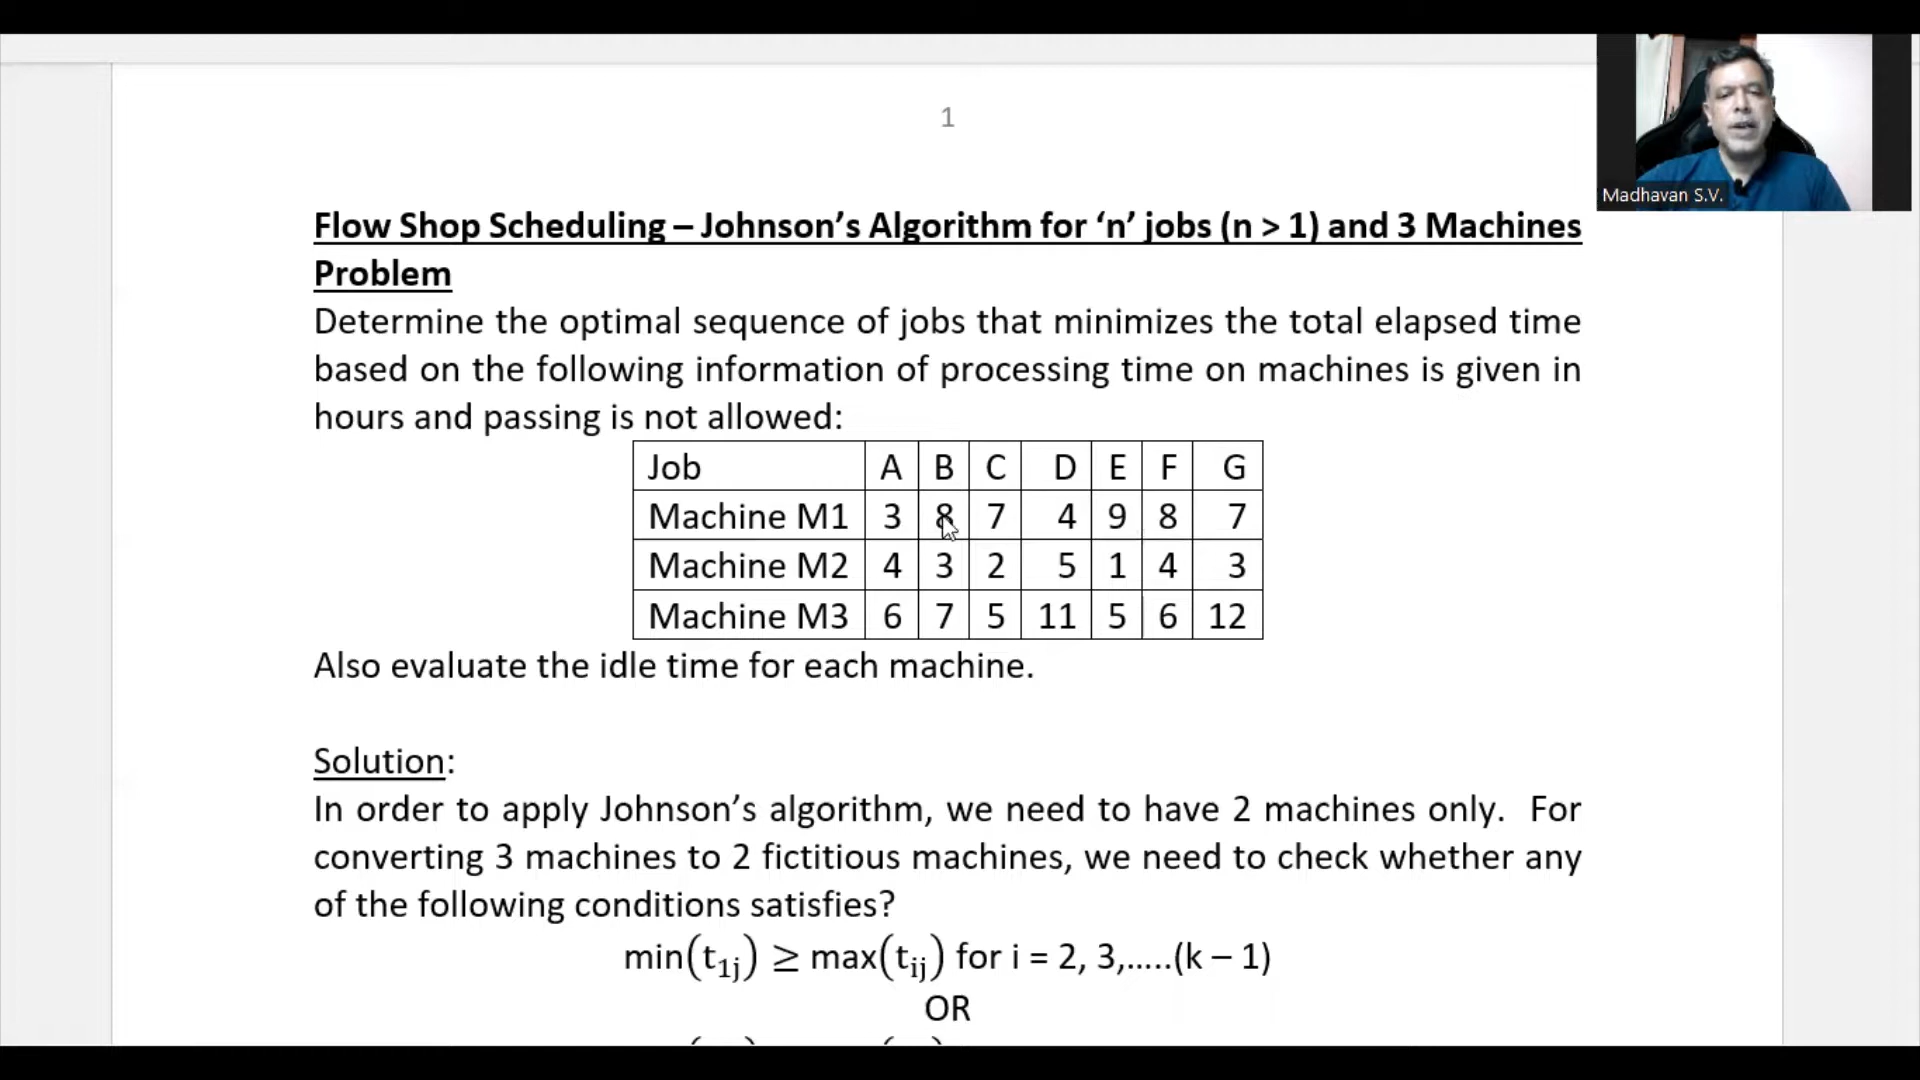 1
Madhavan S.V.
Flow Shop Scheduling – Johnson’s Algorithm for ‘n’ jobs (n > 1) and 3 Machines
Problem
Determine the optimal sequence of jobs that minimizes the total elapsed time
based on the following information of processing time on machines is given in
hours and passing is not allowed:
Job A B C D E F G
Machine M1 3 8 7 4 9 8 7
Machine M2 4 3 2 5 1 4 3
Machine M3 6 7 5 11 5 6 12
Also evaluate the idle time for each machine.
Solution:
In order to apply Johnson’s algorithm, we need to have 2 machines only. For
converting 3 machines to 2 fictitious machines, we need to check whether any
of the following conditions satisfies?
min(t₁ⱼ) ≥ max(tᵢⱼ) for i = 2, 3,…..(k – 1)
OR